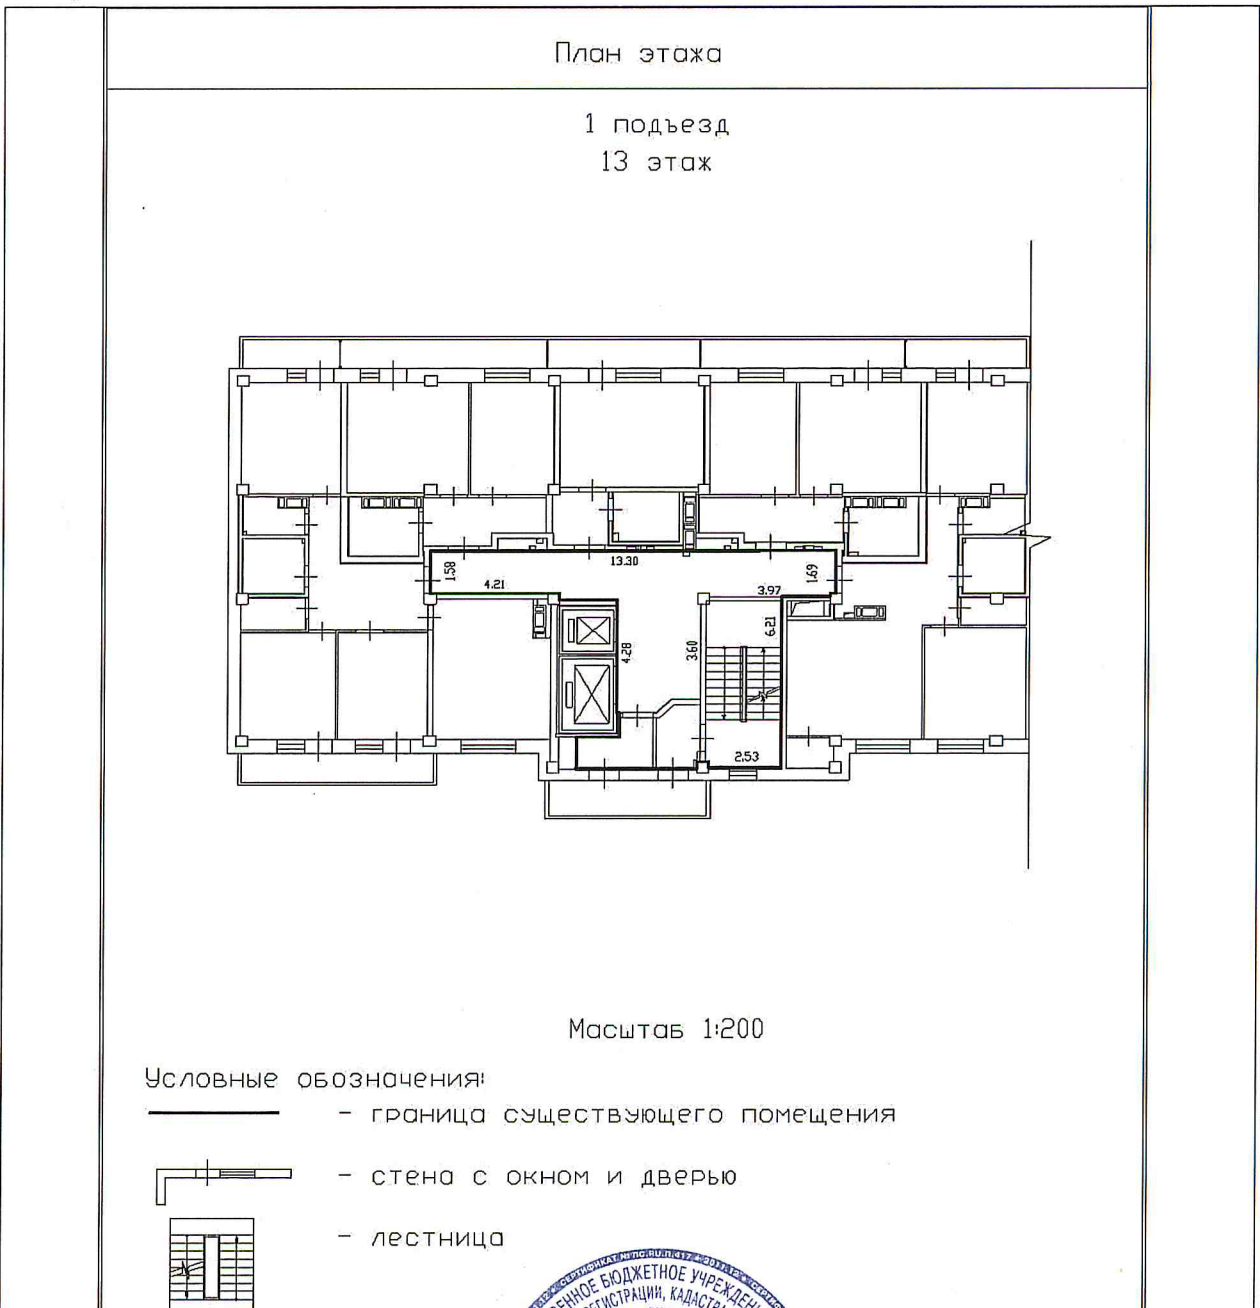 План этажа
1 подъезд
13 этаж
13.30
1.58
4.21
1.69
3.97
6.21
4.28
3.60
2.53
Масштаб 1:200
Условные обозначения:
- граница существующего помещения
- стена с окном и дверью
- лестница
БЮДЖЕТНОЕ